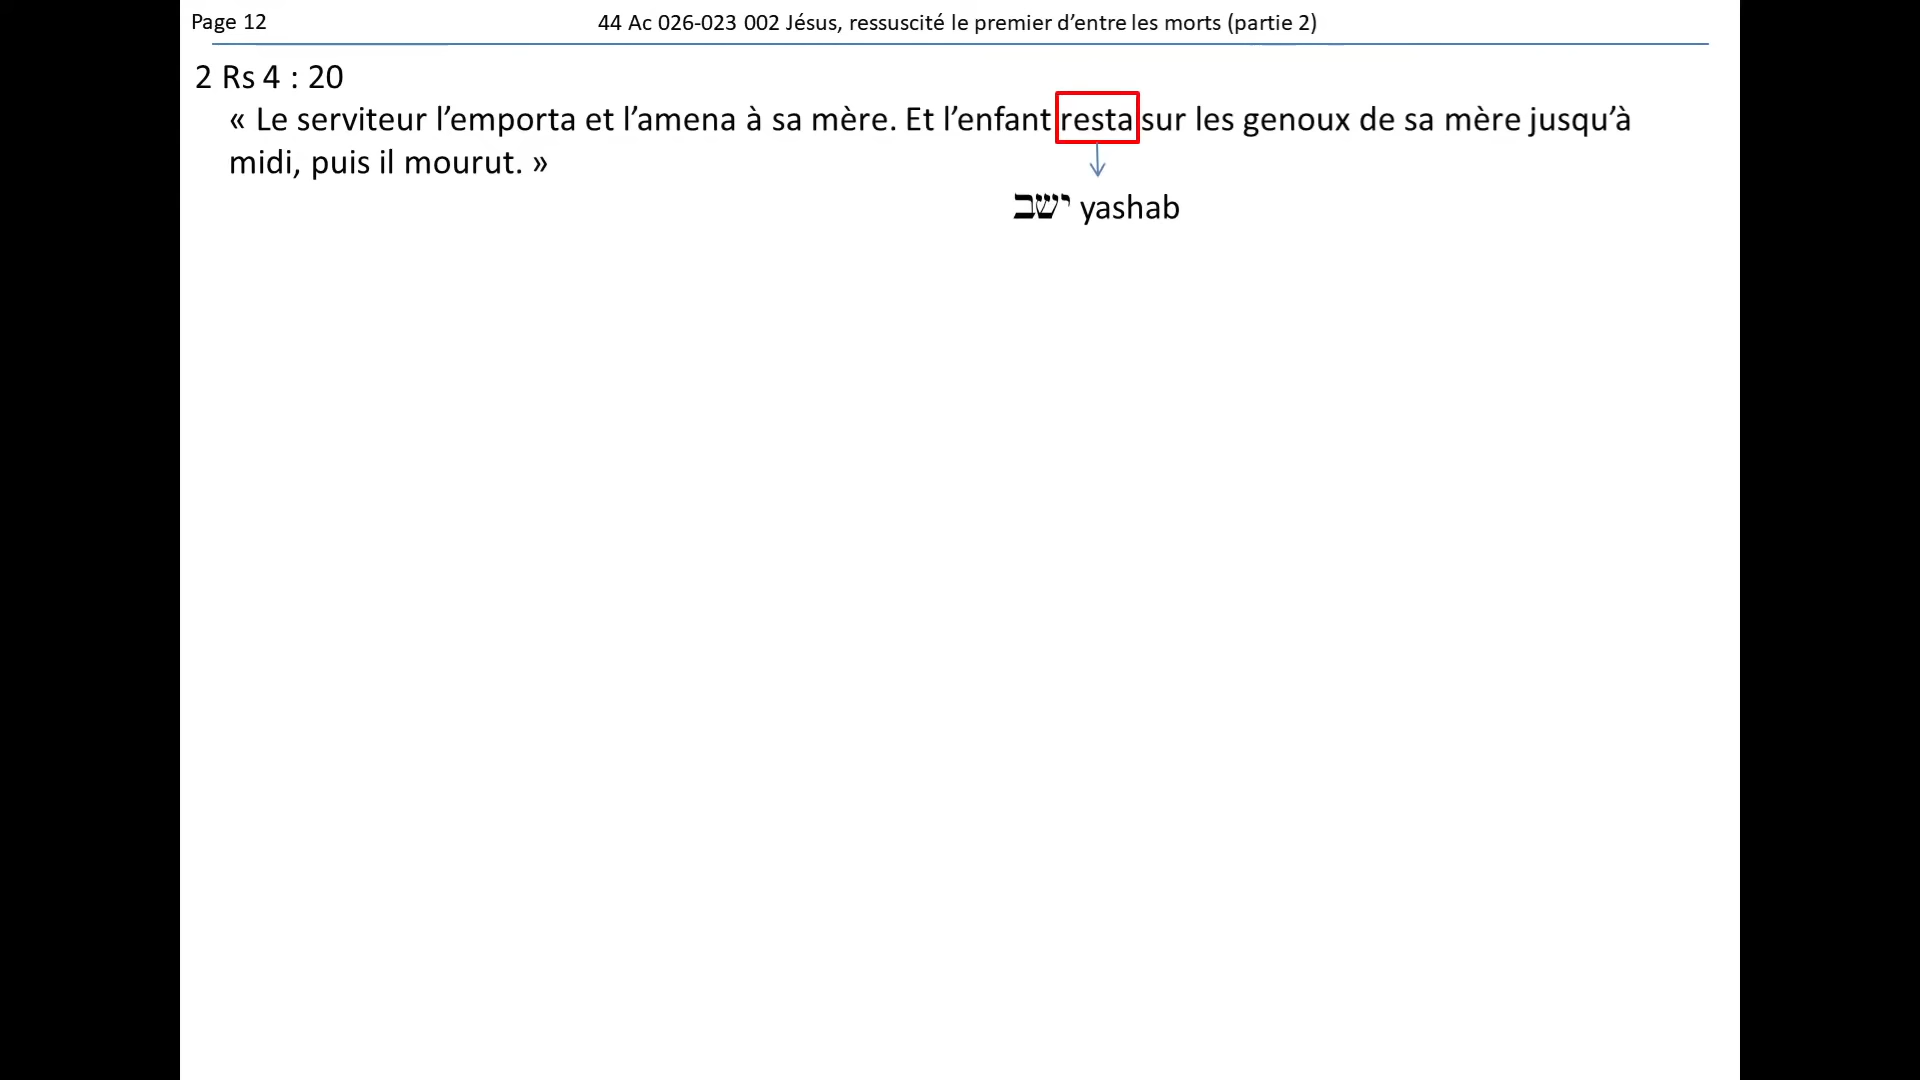 Page 12
44 Ac 026-023 002 Jésus, ressuscité le premier d’entre les morts (partie 2)
2 Rs 4 : 20
« Le serviteur l’emporta et l’amena à sa mère. Et l’enfant resta sur les genoux de sa mère jusqu’à
midi, puis il mourut. »
ישב yashab